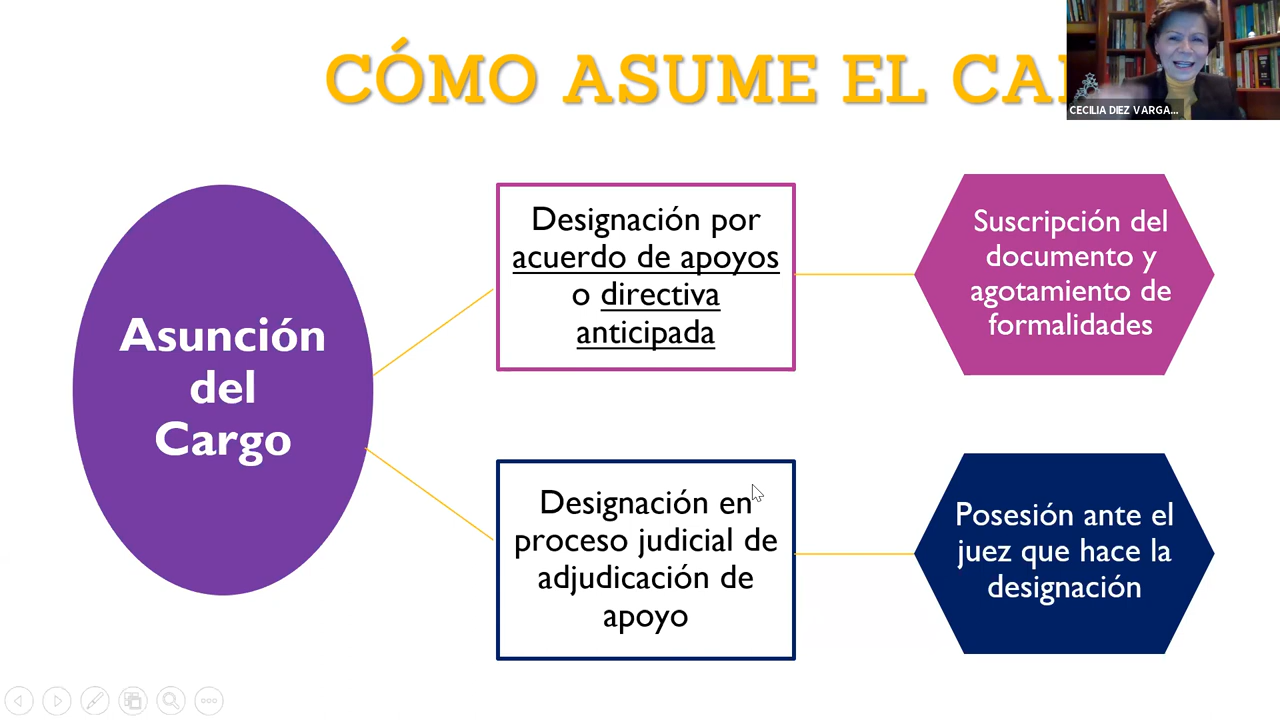 CÓMO ASUME EL CA
CECILIA DIEZ VARGA...
Asunción
del
Cargo
Designación por
acuerdo de apoyos
o directiva
anticipada
Suscripción del
documento y
agotamiento de
formalidades
Designación en
proceso judicial de
adjudicación de
apoyo
Posesión ante el
juez que hace la
designación